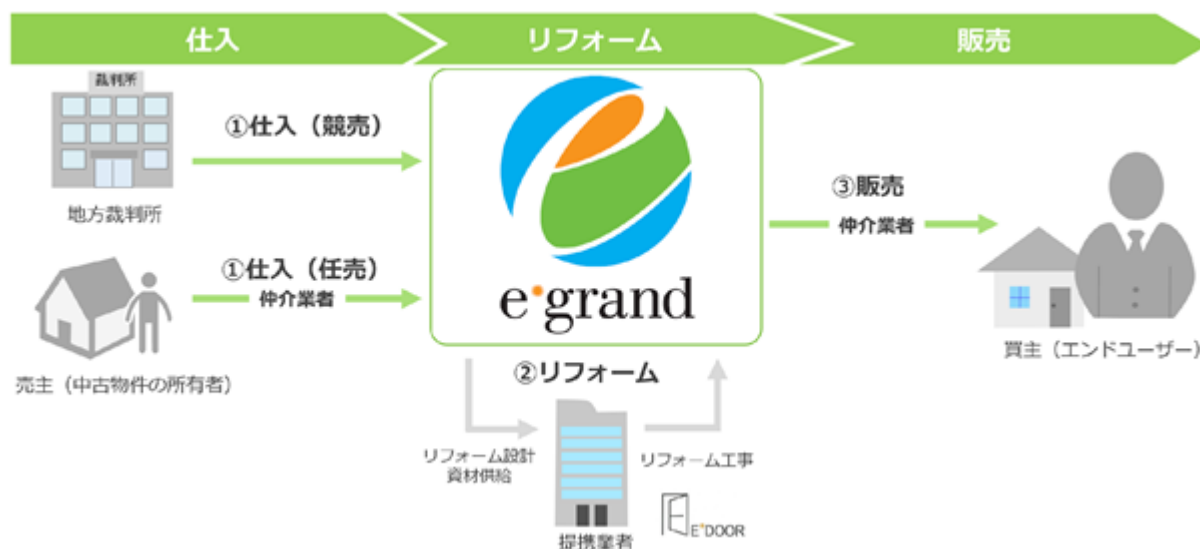 仕入
リフォーム
販売
裁判所
①仕入（競売）
地方裁判所
①仕入（任売）
仲介業者
売主（中古物件の所有者）
e・grand
②リフォーム
リフォーム設計
資材供給
リフォーム工事
E・DOOR
提携業者
③販売
仲介業者
買主（エンドユーザー）